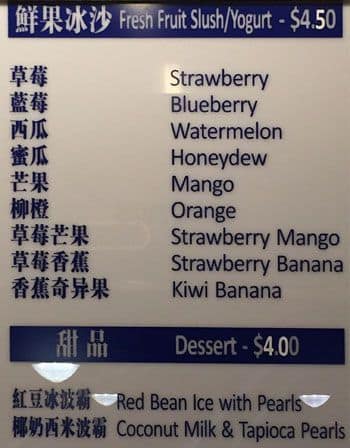 鮮果冰沙 Fresh Fruit Slush/Yogurt - $4.50
草莓 Strawberry
藍莓 Blueberry
西瓜 Watermelon
蜜瓜 Honeydew
芒果 Mango
柳橙 Orange
草莓芒果 Strawberry Mango
草莓香蕉 Strawberry Banana
香蕉奇异果 Kiwi Banana
甜品 Dessert - $4.00
紅豆冰波霸 Red Bean Ice with Pearls
椰奶西米波霸 Coconut Milk & Tapioca Pearls